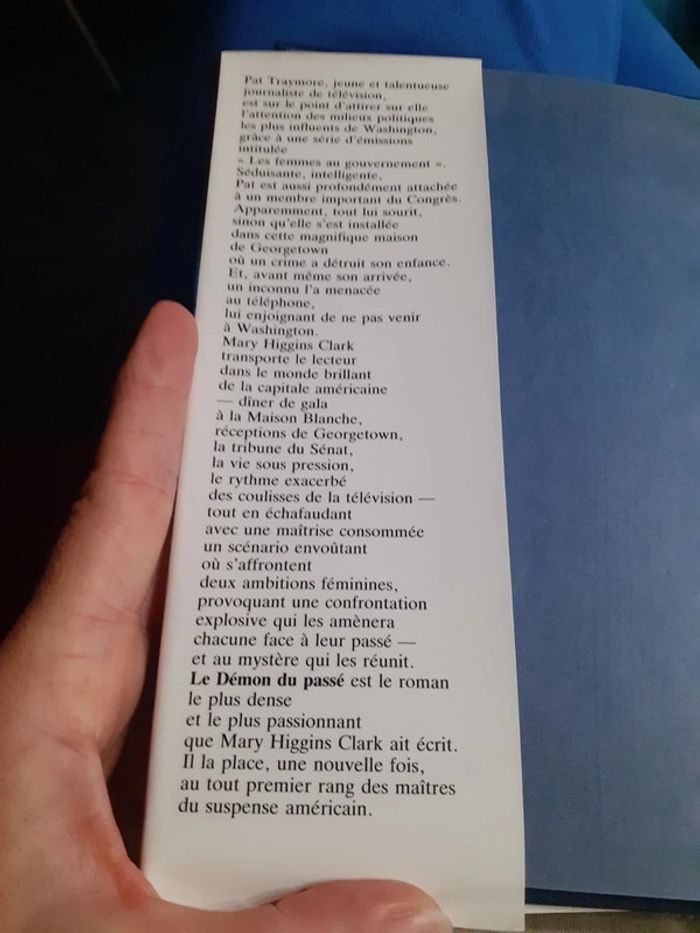 Pat Traymore, jeune et talentueuse
journaliste de télévision,
est sur le point d'attirer sur elle
l'attention des milieux politiques
les plus influents de Washington,
grâce à une série d'émissions
intitulée
« Les femmes au gouvernement ».
Séduisante, intelligente,
Pat est aussi profondément attachée
à un membre important du Congrès.
Apparemment, tout lui sourit,
sinon qu'elle s'est installée
dans cette magnifique maison
de Georgetown
où un crime a détruit son enfance.
Et, avant même son arrivée,
un inconnu l'a menacée
au téléphone,
lui enjoignant de ne pas venir
à Washington.
Mary Higgins Clark
transporte le lecteur
dans le monde brillant
de la capitale américaine
— dîner de gala
à la Maison Blanche,
réceptions de Georgetown,
la tribune du Sénat,
la vie sous pression,
le rythme exacerbé
des coulisses de la télévision —
tout en échafaudant
avec une maîtrise consommée
un scénario envoûtant
où s'affrontent
deux ambitions féminines,
provoquant une confrontation
explosive qui les amènera
chacune face à leur passé —
et au mystère qui les réunit.
Le Démon du passé est le roman
le plus dense
et le plus passionnant
que Mary Higgins Clark ait écrit.
Il la place, une nouvelle fois,
au tout premier rang des maîtres
du suspense américain.